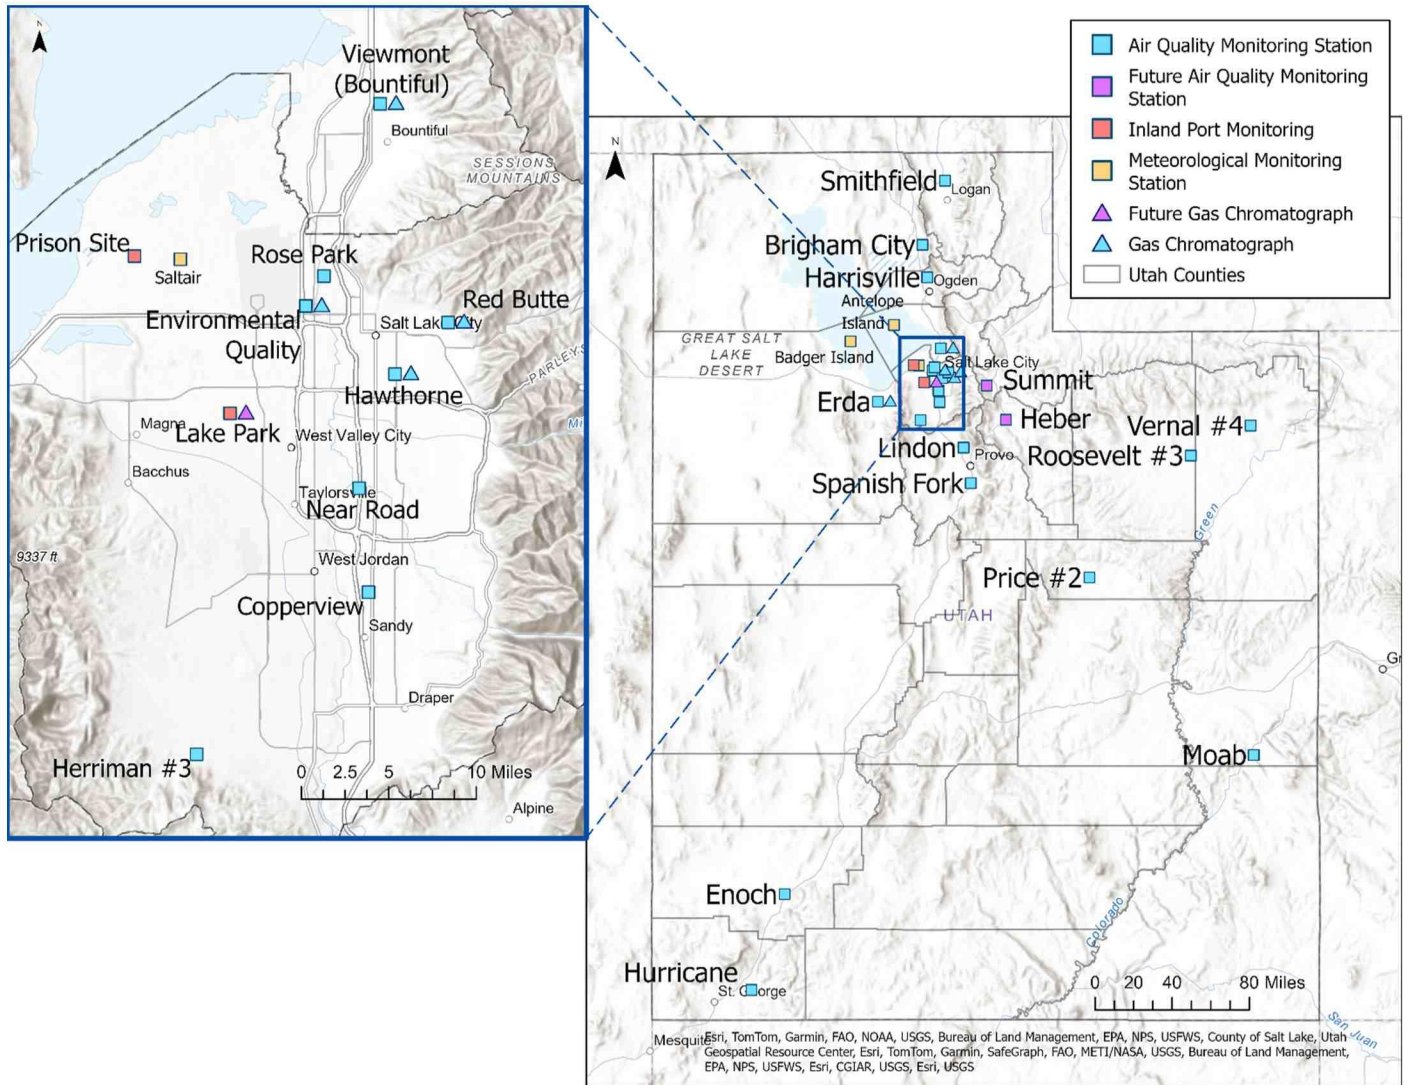 N
Viewmont
(Bountiful)
Bountiful
SESSIONS
MOUNTAINS
Prison Site
Saltair
Rose Park
Red Butte
Environmental
Quality
Salt Lake City
PARLEYS
Hawthorne
Magna
Lake Park
West Valley City
Mi
Bacchus
Taylorsville
Near Road
9337 ft
West Jordan
Copperview
Sandy
Draper
Herriman #3
0 2.5 5 10 Miles
Alpine
Air Quality Monitoring Station
Future Air Quality Monitoring
Station
Inland Port Monitoring
Meteorological Monitoring
Station
Future Gas Chromatograph
Gas Chromatograph
Utah Counties
N
Smithfield
Logan
Brigham City
Harrisville
Ogden
Antelope
Island
GREAT SALT
LAKE
DESERT
Badger Island
Salt Lake City
Summit
Erda
Heber
Vernal #4
Lindon
Provo
Roosevelt #3
Spanish Fork
Green
Price #2
UTAH
Gr
Moab
Enoch
Colorado
Hurricane
St. George
0 20 40 80 Miles
San Juan
Mesquite
Esri, TomTom, Garmin, FAO, NOAA, USGS, Bureau of Land Management, EPA, NPS, USFWS, County of Salt Lake, Utah
Geospatial Resource Center, Esri, TomTom, Garmin, SafeGraph, FAO, METI/NASA, USGS, Bureau of Land Management,
EPA, NPS, USFWS, Esri, CGIAR, USGS, Esri, USGS